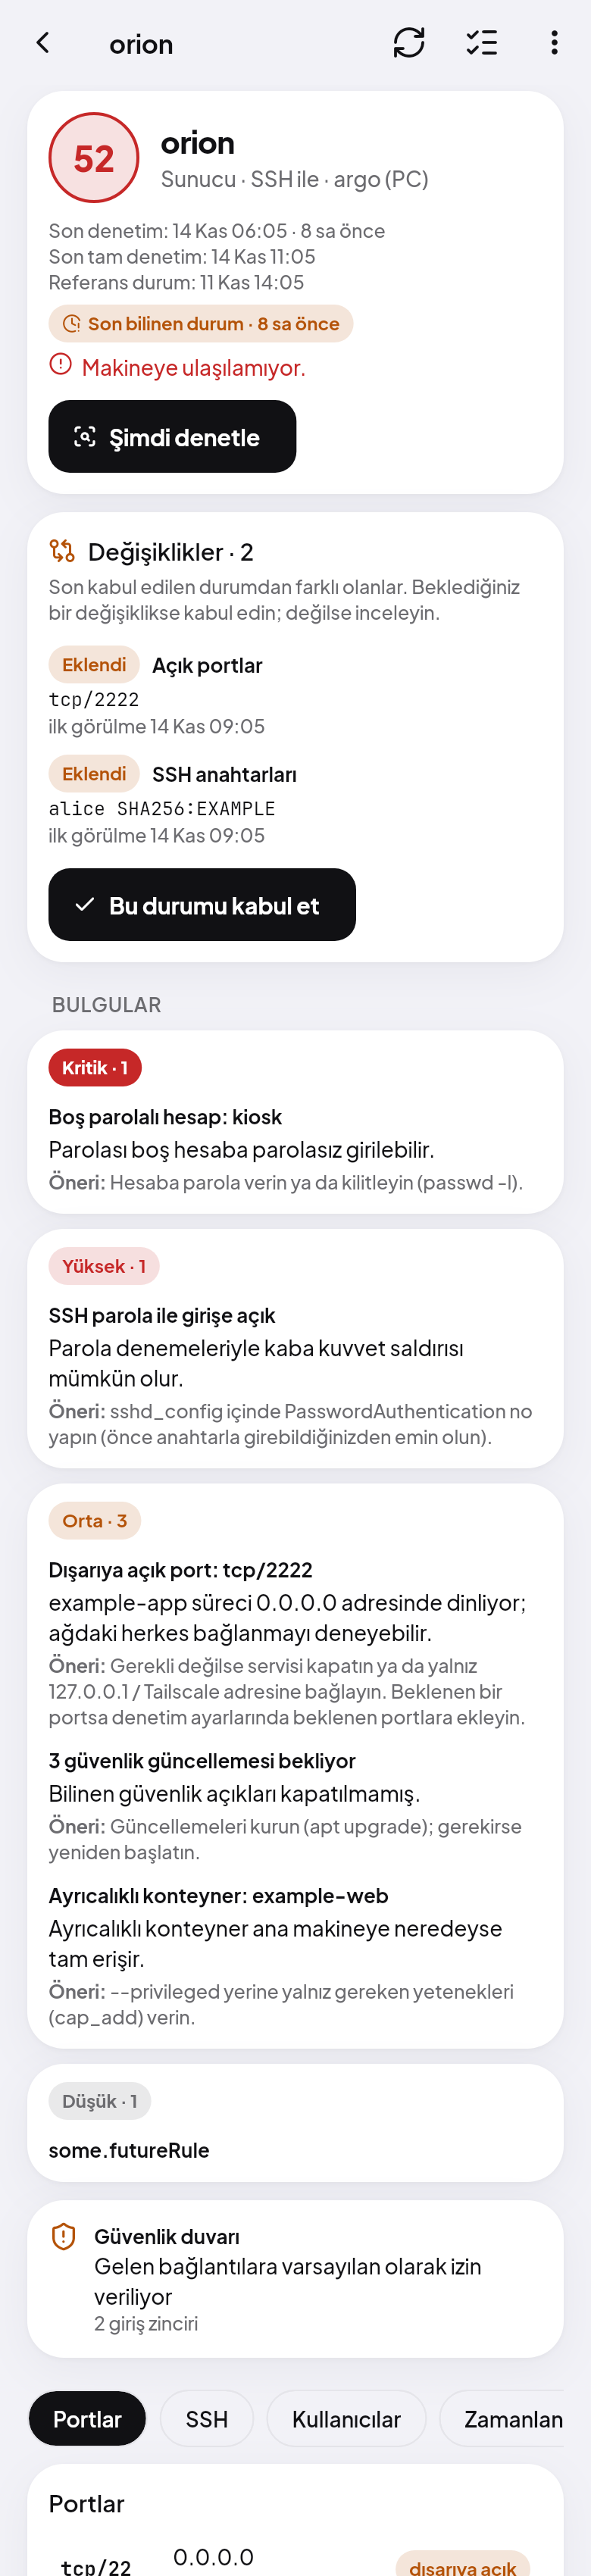 orion
52
orion
Sunucu · SSH ile · argo (PC)
Son denetim: 14 Kas 06:05 · 8 sa önce
Son tam denetim: 14 Kas 11:05
Referans durum: 11 Kas 14:05
Son bilinen durum · 8 sa önce
Makineye ulaşılamıyor.
Şimdi denetle
Değişiklikler · 2
Son kabul edilen durumdan farklı olanlar. Beklediğiniz
bir değişiklikse kabul edin; değilse inceleyin.
Eklendi Açık portlar
tcp/2222
ilk görülme 14 Kas 09:05
Eklendi SSH anahtarları
alice SHA256:EXAMPLE
ilk görülme 14 Kas 09:05
Bu durumu kabul et
BULGULAR
Kritik · 1
Boş parolalı hesap: kiosk
Parolası boş hesaba parolasız girilebilir.
Öneri: Hesaba parola verin ya da kilitleyin (passwd -l).
Yüksek · 1
SSH parola ile girişe açık
Parola denemeleriyle kaba kuvvet saldırısı
mümkün olur.
Öneri: sshd_config içinde PasswordAuthentication no
yapın (önce anahtarla girebildiğinizden emin olun).
Orta · 3
Dışarıya açık port: tcp/2222
example-app süreci 0.0.0.0 adresinde dinliyor;
ağdaki herkes bağlanmayı deneyebilir.
Öneri: Gerekli değilse servisi kapatın ya da yalnız
127.0.0.1 / Tailscale adresine bağlayın. Beklenen bir
portsa denetim ayarlarında beklenen portlara ekleyin.
3 güvenlik güncellemesi bekliyor
Bilinen güvenlik açıkları kapatılmamış.
Öneri: Güncellemeleri kurun (apt upgrade); gerekirse
yeniden başlatın.
Ayrıcalıklı konteyner: example-web
Ayrıcalıklı konteyner ana makineye neredeyse
tam erişir.
Öneri: --privileged yerine yalnız gereken yetenekleri
(cap_add) verin.
Düşük · 1
some.futureRule
Güvenlik duvarı
Gelen bağlantılara varsayılan olarak izin
veriliyor
2 giriş zinciri
Portlar SSH Kullanıcılar Zamanlan
Portlar
0.0.0.0
tcp/22 dışarıya açık